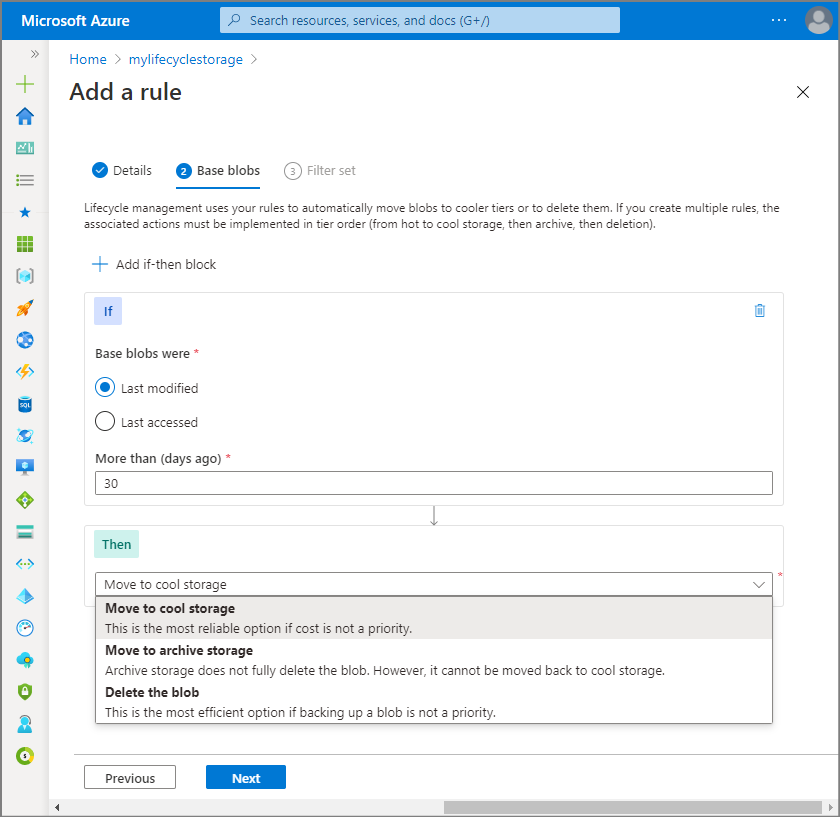 Microsoft Azure
Search resources, services, and docs (G+/)
Home > mylifecyclestorage >
Add a rule
Details
2 Base blobs
3 Filter set
Lifecycle management uses your rules to automatically move blobs to cooler tiers or to delete them. If you create multiple rules, the
associated actions must be implemented in tier order (from hot to cool storage, then archive, then deletion).
Add if-then block
If
Base blobs were *
Last modified
Last accessed
More than (days ago) *
30
Then
Move to cool storage
*
Move to cool storage
This is the most reliable option if cost is not a priority.
Move to archive storage
Archive storage does not fully delete the blob. However, it cannot be moved back to cool storage.
Delete the blob
This is the most efficient option if backing up a blob is not a priority.
Previous
Next
SQL